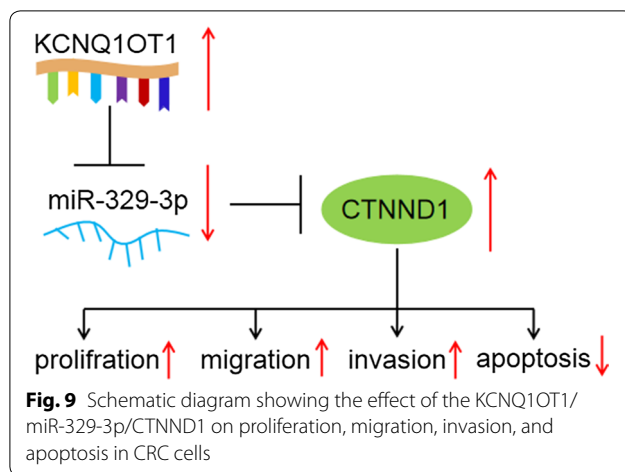 KCNQ1OT1
miR-329-3p
CTNND1
prolifration migration invasion apoptosis
Fig. 9 Schematic diagram showing the effect of the KCNQ1OT1/
miR-329-3p/CTNND1 on proliferation, migration, invasion, and
apoptosis in CRC cells